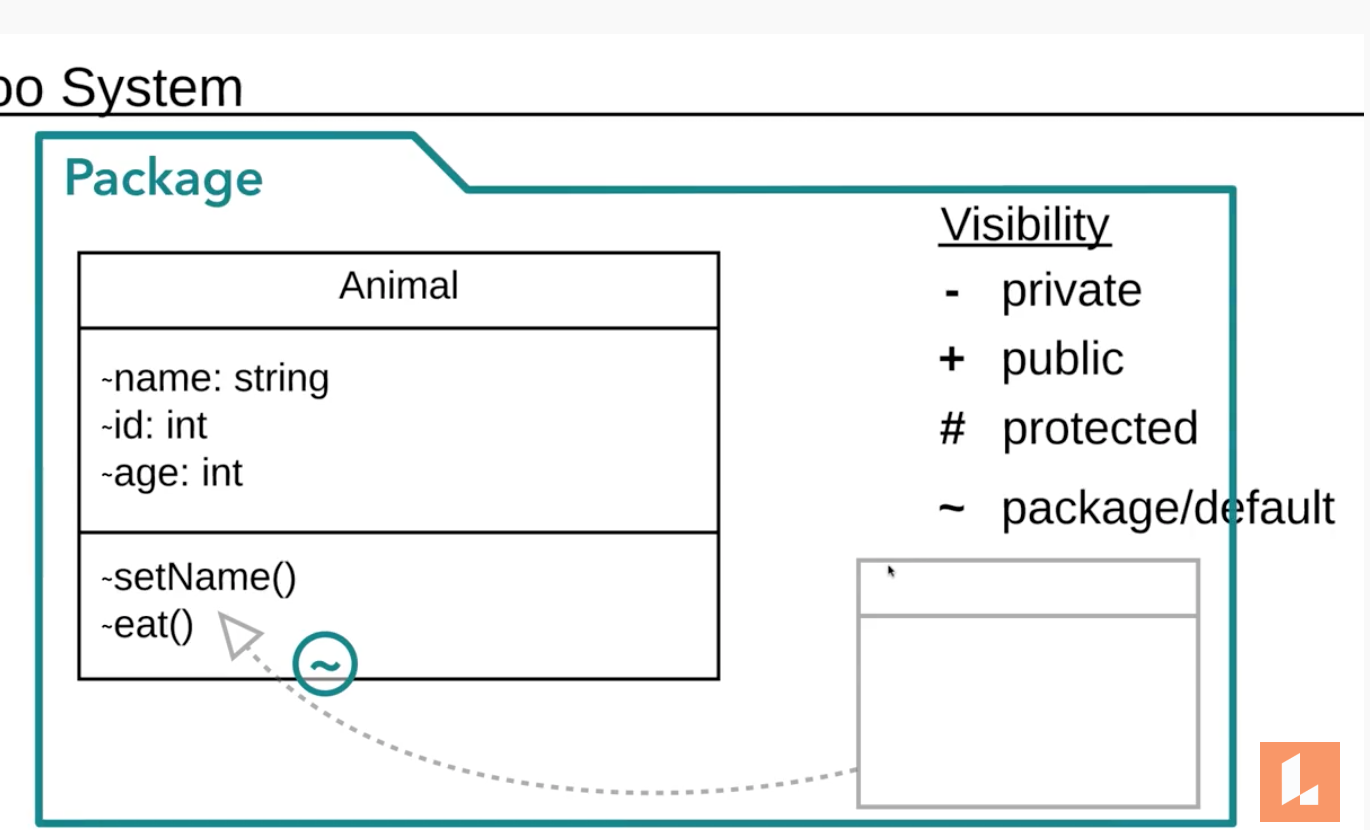 oo System
Package
Animal
~name: string
~id: int
~age: int
~setName()
~eat()
~
Visibility
- private
+ public
# protected
~ package/default